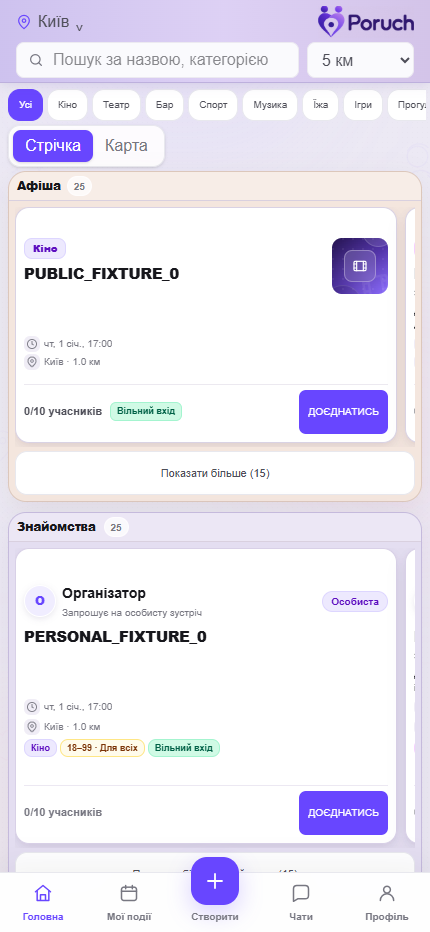 Київ
Poruch
Пошук за назвою, категорією
5 км
Усі Кіно Театр Бар Спорт Музика Їжа Ігри Прогу
Стрічка Карта
Афіша 25
Кіно
PUBLIC_FIXTURE_0
чт, 1 січ., 17:00
Київ · 1.0 км
0/10 учасників Вільний вхід ДОЄДНАТИСЬ
Показати більше (15)
Знайомства 25
О Організатор
Запрошує на особисту зустріч
Особиста
PERSONAL_FIXTURE_0
чт, 1 січ., 17:00
Київ · 1.0 км
Кіно 18–99 · Для всіх Вільний вхід
0/10 учасників ДОЄДНАТИСЬ
Головна Мої події Створити Чати Профіль